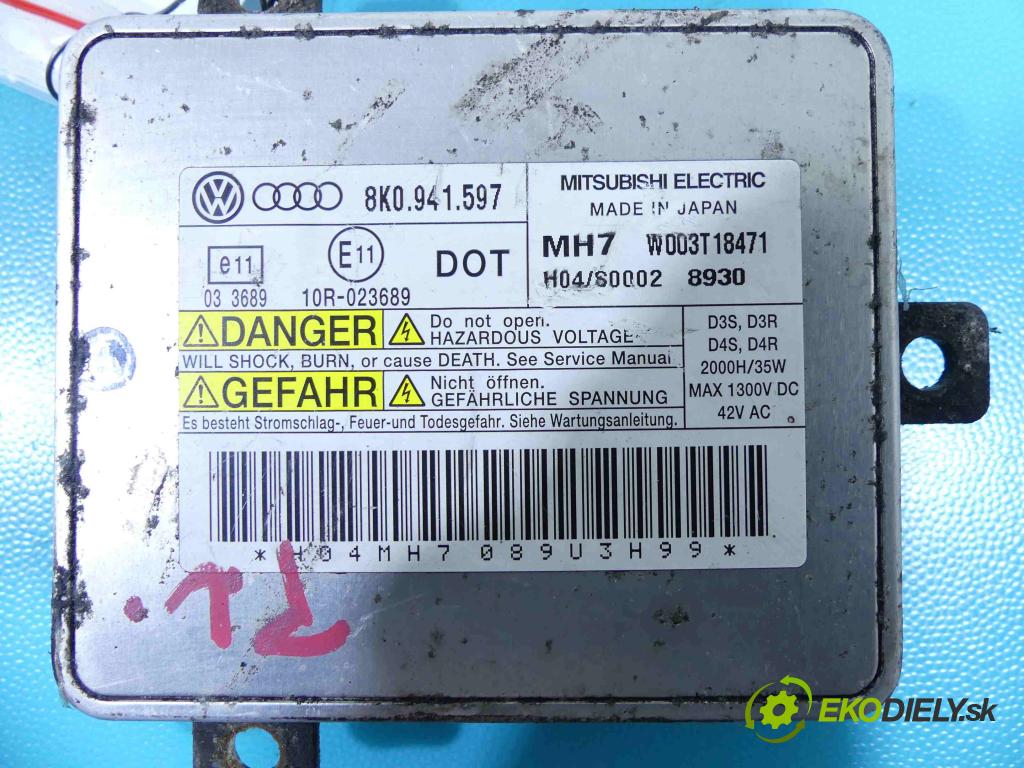 8K0.941.597
MITSUBISHI ELECTRIC
MADE IN JAPAN
MH7 W003T18471
H04/S0002 8930
e11
03 3689
E11
10R-023689
DOT
DANGER
Do not open.
HAZARDOUS VOLTAGE
WILL SHOCK, BURN, or cause DEATH. See Service Manual
GEFAHR
Nicht öffnen.
GEFÄHRLICHE SPANNUNG
Es besteht Stromschlag-, Feuer-und Todesgefahr. Siehe Wartungsanleitung.
D3S, D3R
D4S, D4R
2000H/35W
MAX 1300V DC
42V AC
*H04MH7089U3H99*
EKODIELY.sk